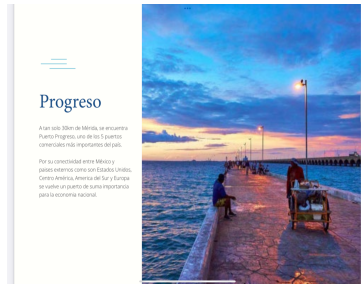 Progreso
A tan solo 30km de Mérida, se encuentra
Puerto Progreso, uno de los 5 puertos
comerciales más importantes del país.
Por su conectividad entre México y
países externos como son Estados Unidos,
Centro América, America del Sur y Europa
se vuelve un puerto de suma importancia
para la economía nacional.